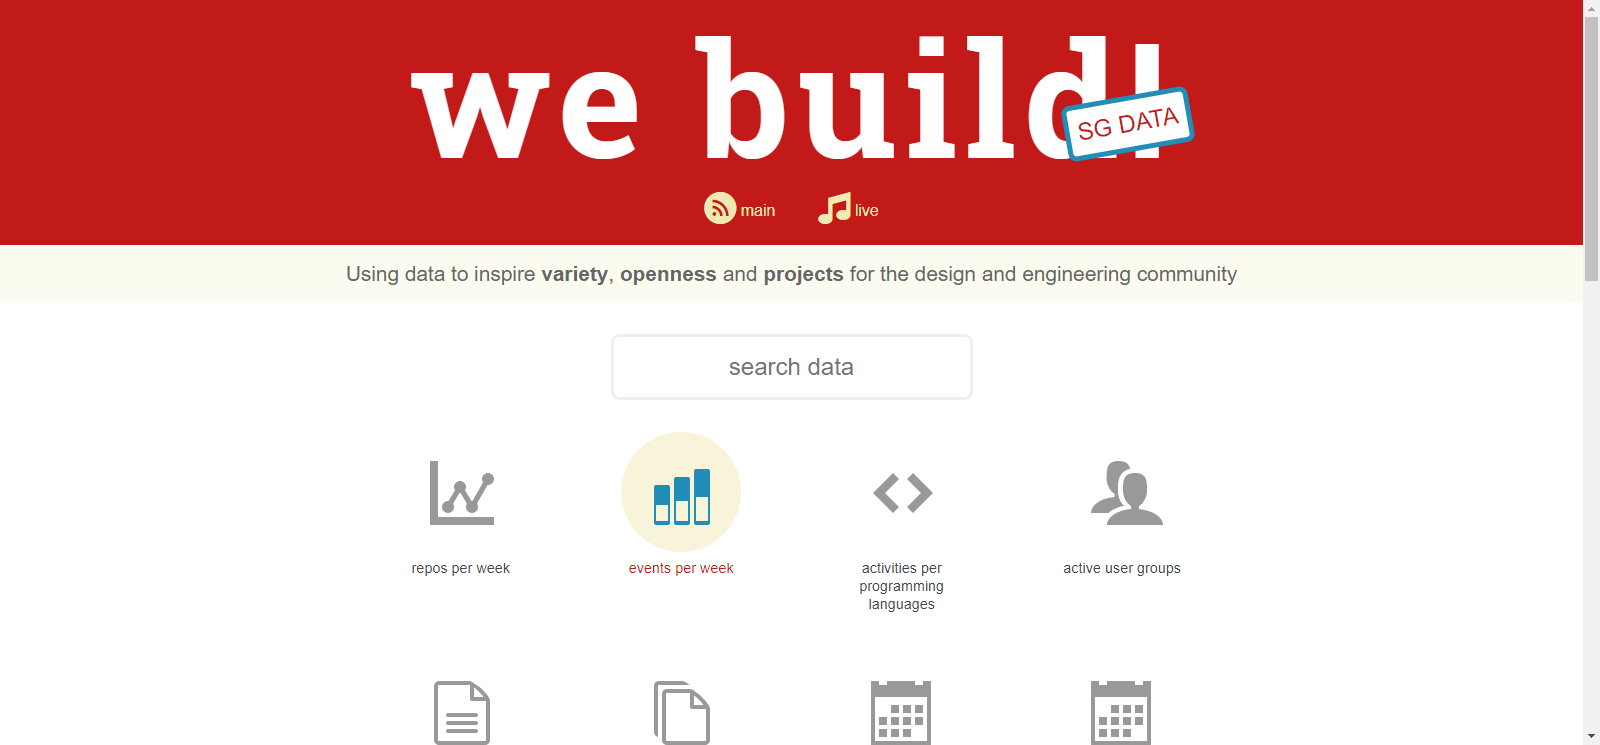 we build!
SG DATA
main
live
Using data to inspire variety, openness and projects for the design and engineering community
search data
repos per week
events per week
activities per
programming
languages
active user groups